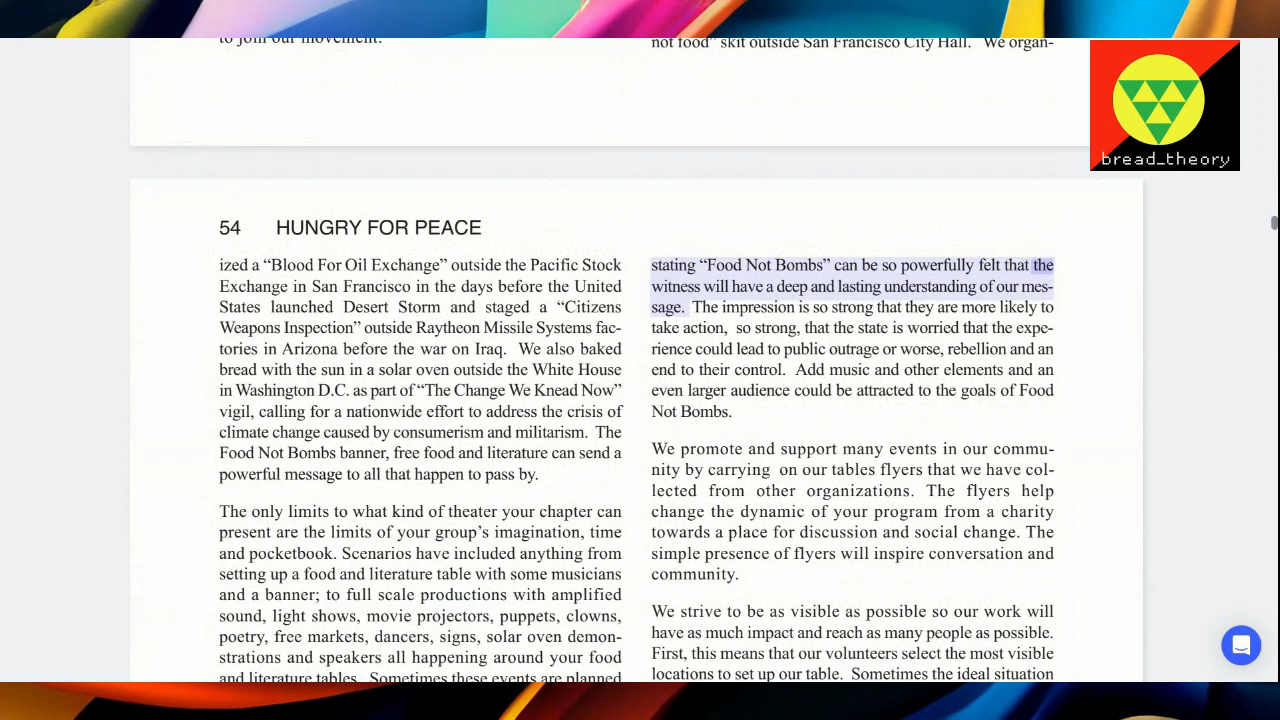 to join our movement.
not food” skit outside San Francisco City Hall. We organ-
bread_theory
54 HUNGRY FOR PEACE
ized a “Blood For Oil Exchange” outside the Pacific Stock
Exchange in San Francisco in the days before the United
States launched Desert Storm and staged a “Citizens
Weapons Inspection” outside Raytheon Missile Systems fac-
tories in Arizona before the war on Iraq. We also baked
bread with the sun in a solar oven outside the White House
in Washington D.C. as part of “The Change We Knead Now”
vigil, calling for a nationwide effort to address the crisis of
climate change caused by consumerism and militarism. The
Food Not Bombs banner, free food and literature can send a
powerful message to all that happen to pass by.
The only limits to what kind of theater your chapter can
present are the limits of your group’s imagination, time
and pocketbook. Scenarios have included anything from
setting up a food and literature table with some musicians
and a banner; to full scale productions with amplified
sound, light shows, movie projectors, puppets, clowns,
poetry, free markets, dancers, signs, solar oven demon-
strations and speakers all happening around your food
and literature tables. Sometimes these events are planned
stating “Food Not Bombs” can be so powerfully felt that the
witness will have a deep and lasting understanding of our mes-
sage. The impression is so strong that they are more likely to
take action, so strong, that the state is worried that the expe-
rience could lead to public outrage or worse, rebellion and an
end to their control. Add music and other elements and an
even larger audience could be attracted to the goals of Food
Not Bombs.
We promote and support many events in our commu-
nity by carrying on our tables flyers that we have col-
lected from other organizations. The flyers help
change the dynamic of your program from a charity
towards a place for discussion and social change. The
simple presence of flyers will inspire conversation and
community.
We strive to be as visible as possible so our work will
have as much impact and reach as many people as possible.
First, this means that our volunteers select the most visible
locations to set up our table. Sometimes the ideal situation